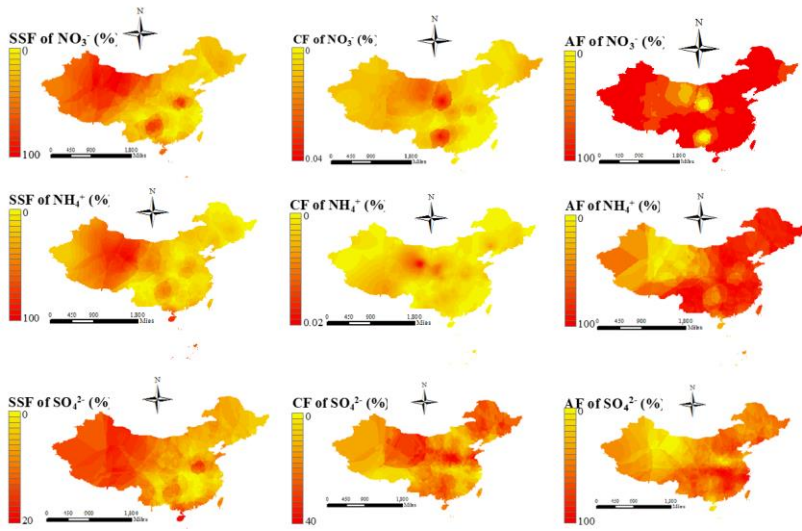 SSF of NO₃⁻ (%)
N
0
100
0 450 900 1,800
Miles
CF of NO₃⁻ (%)
N
0
0.04
0 450 900 1,800
Miles
AF of NO₃⁻ (%)
N
0
100
0 450 900 1,800
Miles
SSF of NH₄⁺ (%)
N
0
100
0 450 900 1,800
Miles
CF of NH₄⁺ (%)
N
0
0.02
0 450 900 1,800
Miles
AF of NH₄⁺ (%)
N
0
100
0 450 900 1,800
Miles
SSF of SO₄²⁻ (%)
N
0
20
0 450 900 1,800
Miles
CF of SO₄²⁻ (%)
N
0
40
0 450 900 1,800
Miles
AF of SO₄²⁻ (%)
N
0
100
0 450 900 1,800
Miles